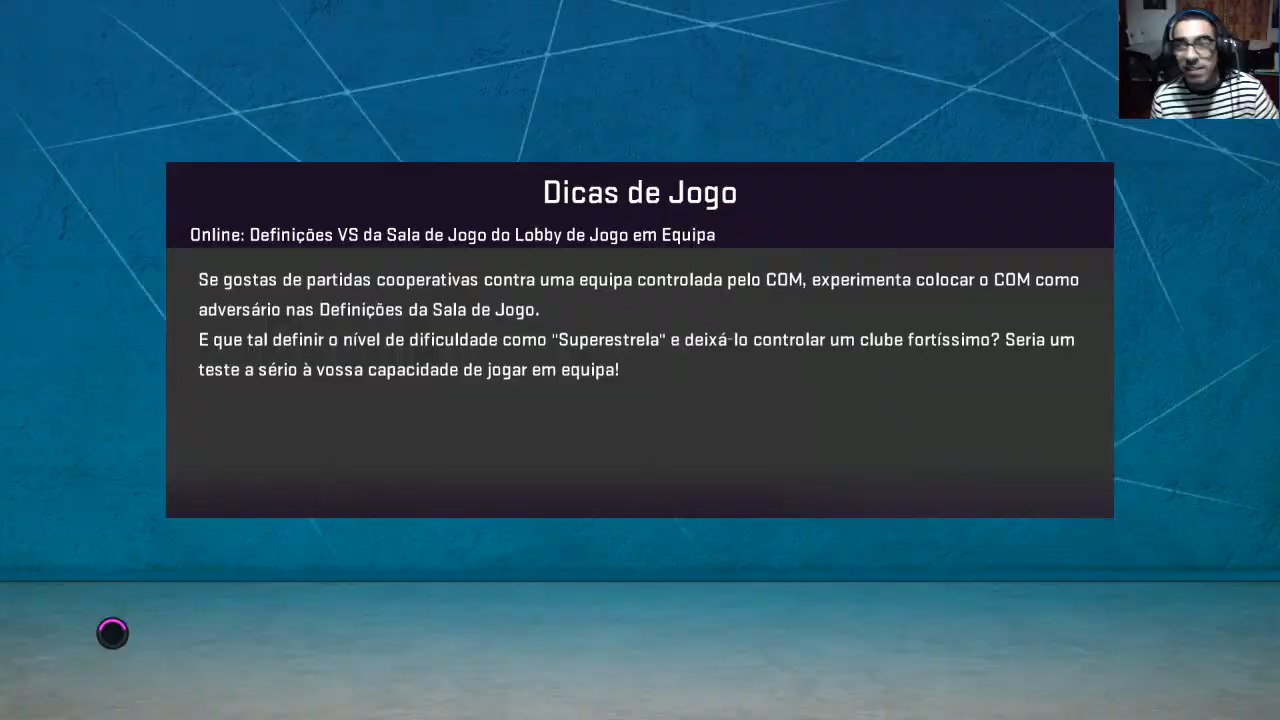 Dicas de Jogo
Online: Definições VS da Sala de Jogo do Lobby de Jogo em Equipa
Se gostas de partidas cooperativas contra uma equipa controlada pelo COM, experimenta colocar o COM como
adversário nas Definições da Sala de Jogo.
E que tal definir o nível de dificuldade como "Superestrela" e deixá-lo controlar um clube fortíssimo? Seria um
teste a sério à vossa capacidade de jogar em equipa!